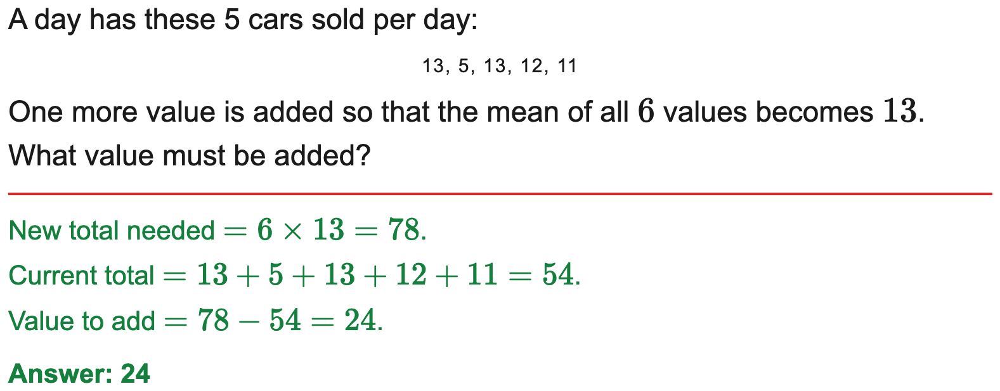 A day has these 5 cars sold per day:
13, 5, 13, 12, 11
One more value is added so that the mean of all 6 values becomes 13.
What value must be added?
New total needed = 6 × 13 = 78.
Current total = 13 + 5 + 13 + 12 + 11 = 54.
Value to add = 78 − 54 = 24.
Answer: 24